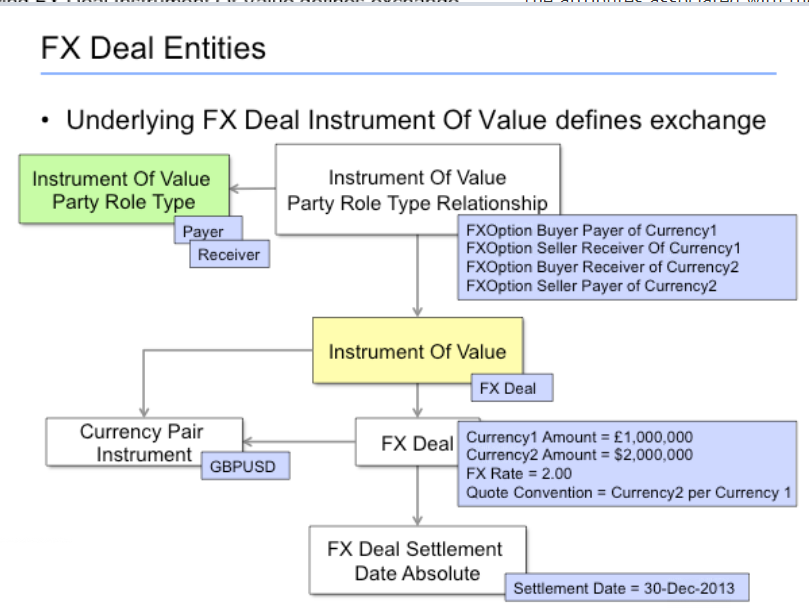 FX Deal Entities
• Underlying FX Deal Instrument Of Value defines exchange
Instrument Of Value
Party Role Type
Payer
Receiver
Instrument Of Value
Party Role Type Relationship
FXOption Buyer Payer of Currency1
FXOption Seller Receiver Of Currency1
FXOption Buyer Receiver of Currency2
FXOption Seller Payer of Currency2
Instrument Of Value
FX Deal
Currency Pair
Instrument
GBPUSD
FX Deal
Currency1 Amount = £1,000,000
Currency2 Amount = $2,000,000
FX Rate = 2.00
Quote Convention = Currency2 per Currency 1
FX Deal Settlement
Date Absolute
Settlement Date = 30-Dec-2013